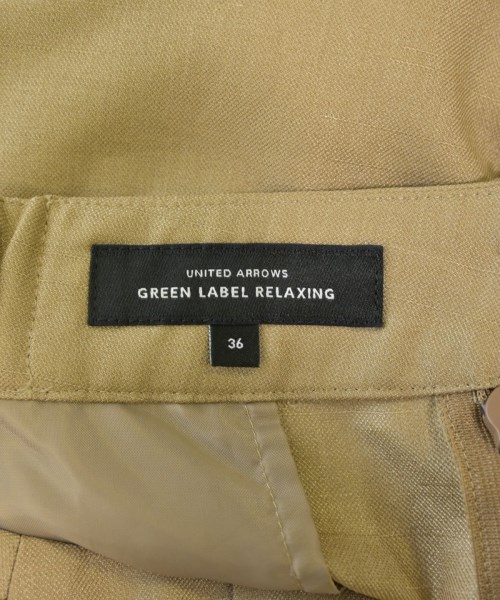 UNITED ARROWS
GREEN LABEL RELAXING
36